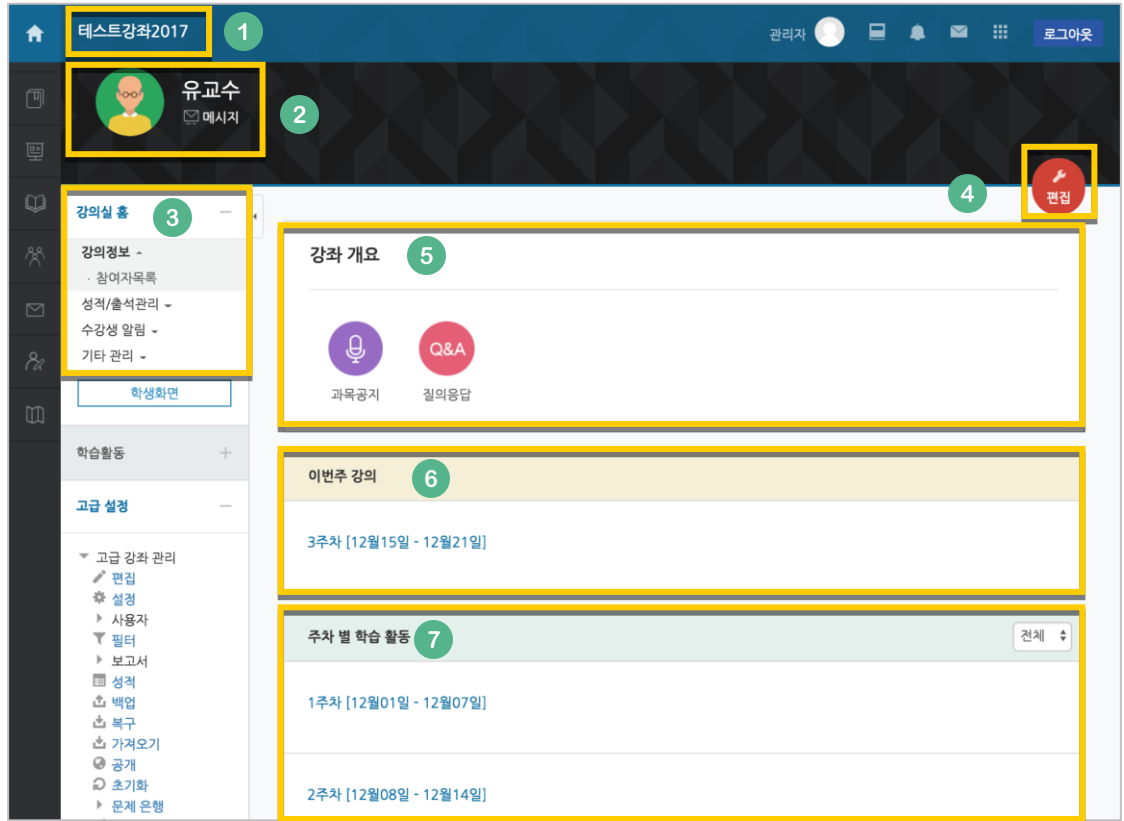 테스트강좌2017
1
관리자
로그아웃
유교수
메시지
2
4
편집
강의실 홈
3
강의정보
· 참여자목록
성적/출석관리
수강생 알림
기타 관리
학생화면
학습활동
고급 설정
고급 강좌 관리
편집
설정
사용자
필터
보고서
성적
백업
복구
가져오기
공개
초기화
문제 은행
강좌 개요
5
Q&A
과목공지
질의응답
이번주 강의
6
3주차 [12월15일 - 12월21일]
주차 별 학습 활동
7
전체
1주차 [12월01일 - 12월07일]
2주차 [12월08일 - 12월14일]